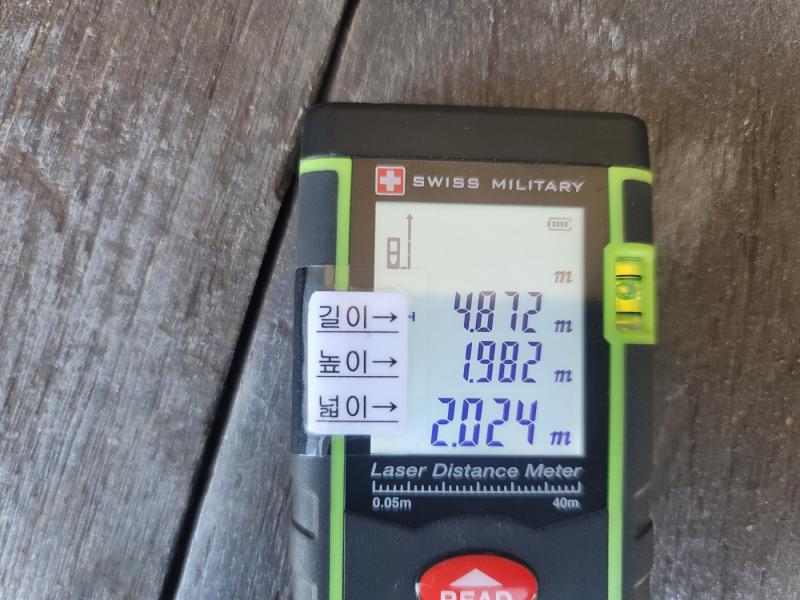 SWISS MILITARY
m
길이→ 4.872 m
높이→ 1.982 m
넓이→ 2.024 m
Laser Distance Meter
0.05m 40m
READ